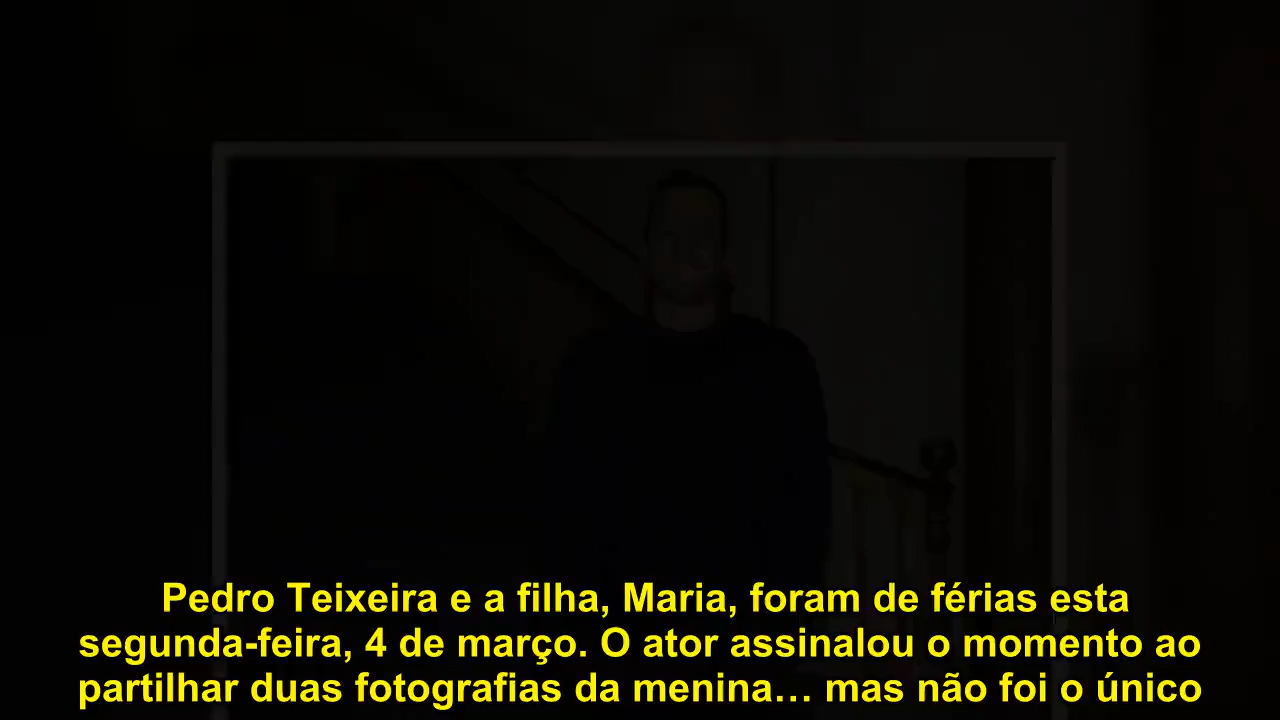 Pedro Teixeira e a filha, Maria, foram de férias esta
segunda-feira, 4 de março. O ator assinalou o momento ao
partilhar duas fotografias da menina… mas não foi o único